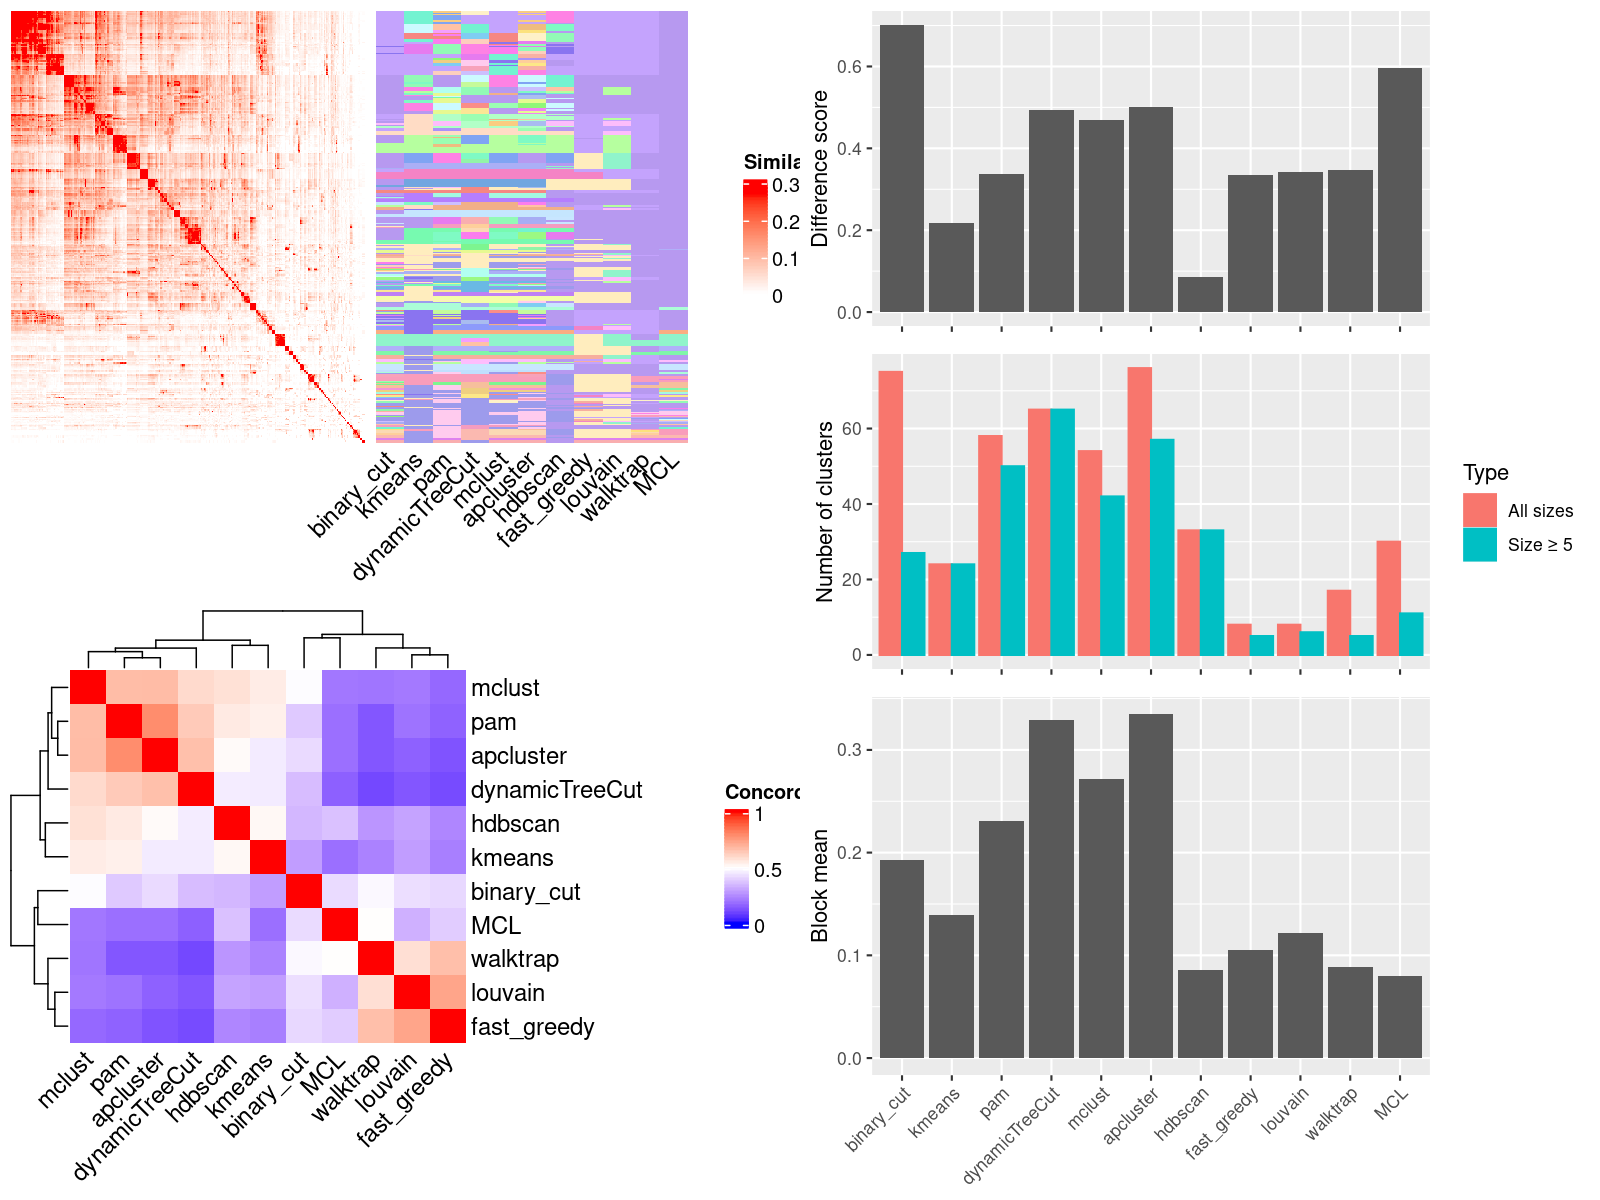 Simila
0.3
0.2
0.1
0
binary_cut
kmeans
pam
dynamicTreeCut
mclust
apcluster
hdbscan
fast_greedy
louvain
walktrap
MCL
mclust
pam
apcluster
dynamicTreeCut
hdbscan
kmeans
binary_cut
MCL
walktrap
louvain
fast_greedy
Concord
1
0.5
0
mclust
pam
apcluster
dynamicTreeCut
hdbscan
kmeans
binary_cut
MCL
walktrap
louvain
fast_greedy
Difference score
0.6
0.4
0.2
0.0
Number of clusters
60
40
20
0
Type
All sizes
Size ≥ 5
Block mean
0.3
0.2
0.1
0.0
binary_cut
kmeans
pam
dynamicTreeCut
mclust
apcluster
hdbscan
fast_greedy
louvain
walktrap
MCL